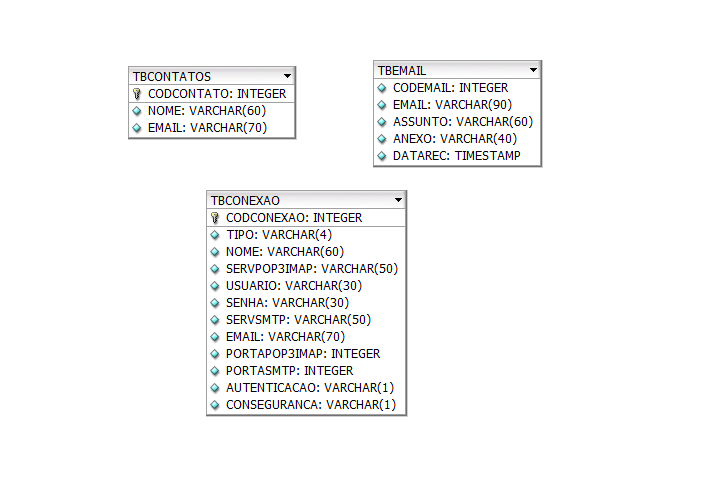 TBCONTATOS
CODCONTATO: INTEGER
NOME: VARCHAR(60)
EMAIL: VARCHAR(70)
TBEMAIL
CODEMAIL: INTEGER
EMAIL: VARCHAR(90)
ASSUNTO: VARCHAR(60)
ANEXO: VARCHAR(40)
DATAREC: TIMESTAMP
TBCONEXAO
CODCONEXAO: INTEGER
TIPO: VARCHAR(4)
NOME: VARCHAR(60)
SERVPOP3IMAP: VARCHAR(50)
USUARIO: VARCHAR(30)
SENHA: VARCHAR(30)
SERVSMTP: VARCHAR(50)
EMAIL: VARCHAR(70)
PORTAPOP3IMAP: INTEGER
PORTASMTP: INTEGER
AUTENTICACAO: VARCHAR(1)
CONSEGURANCA: VARCHAR(1)